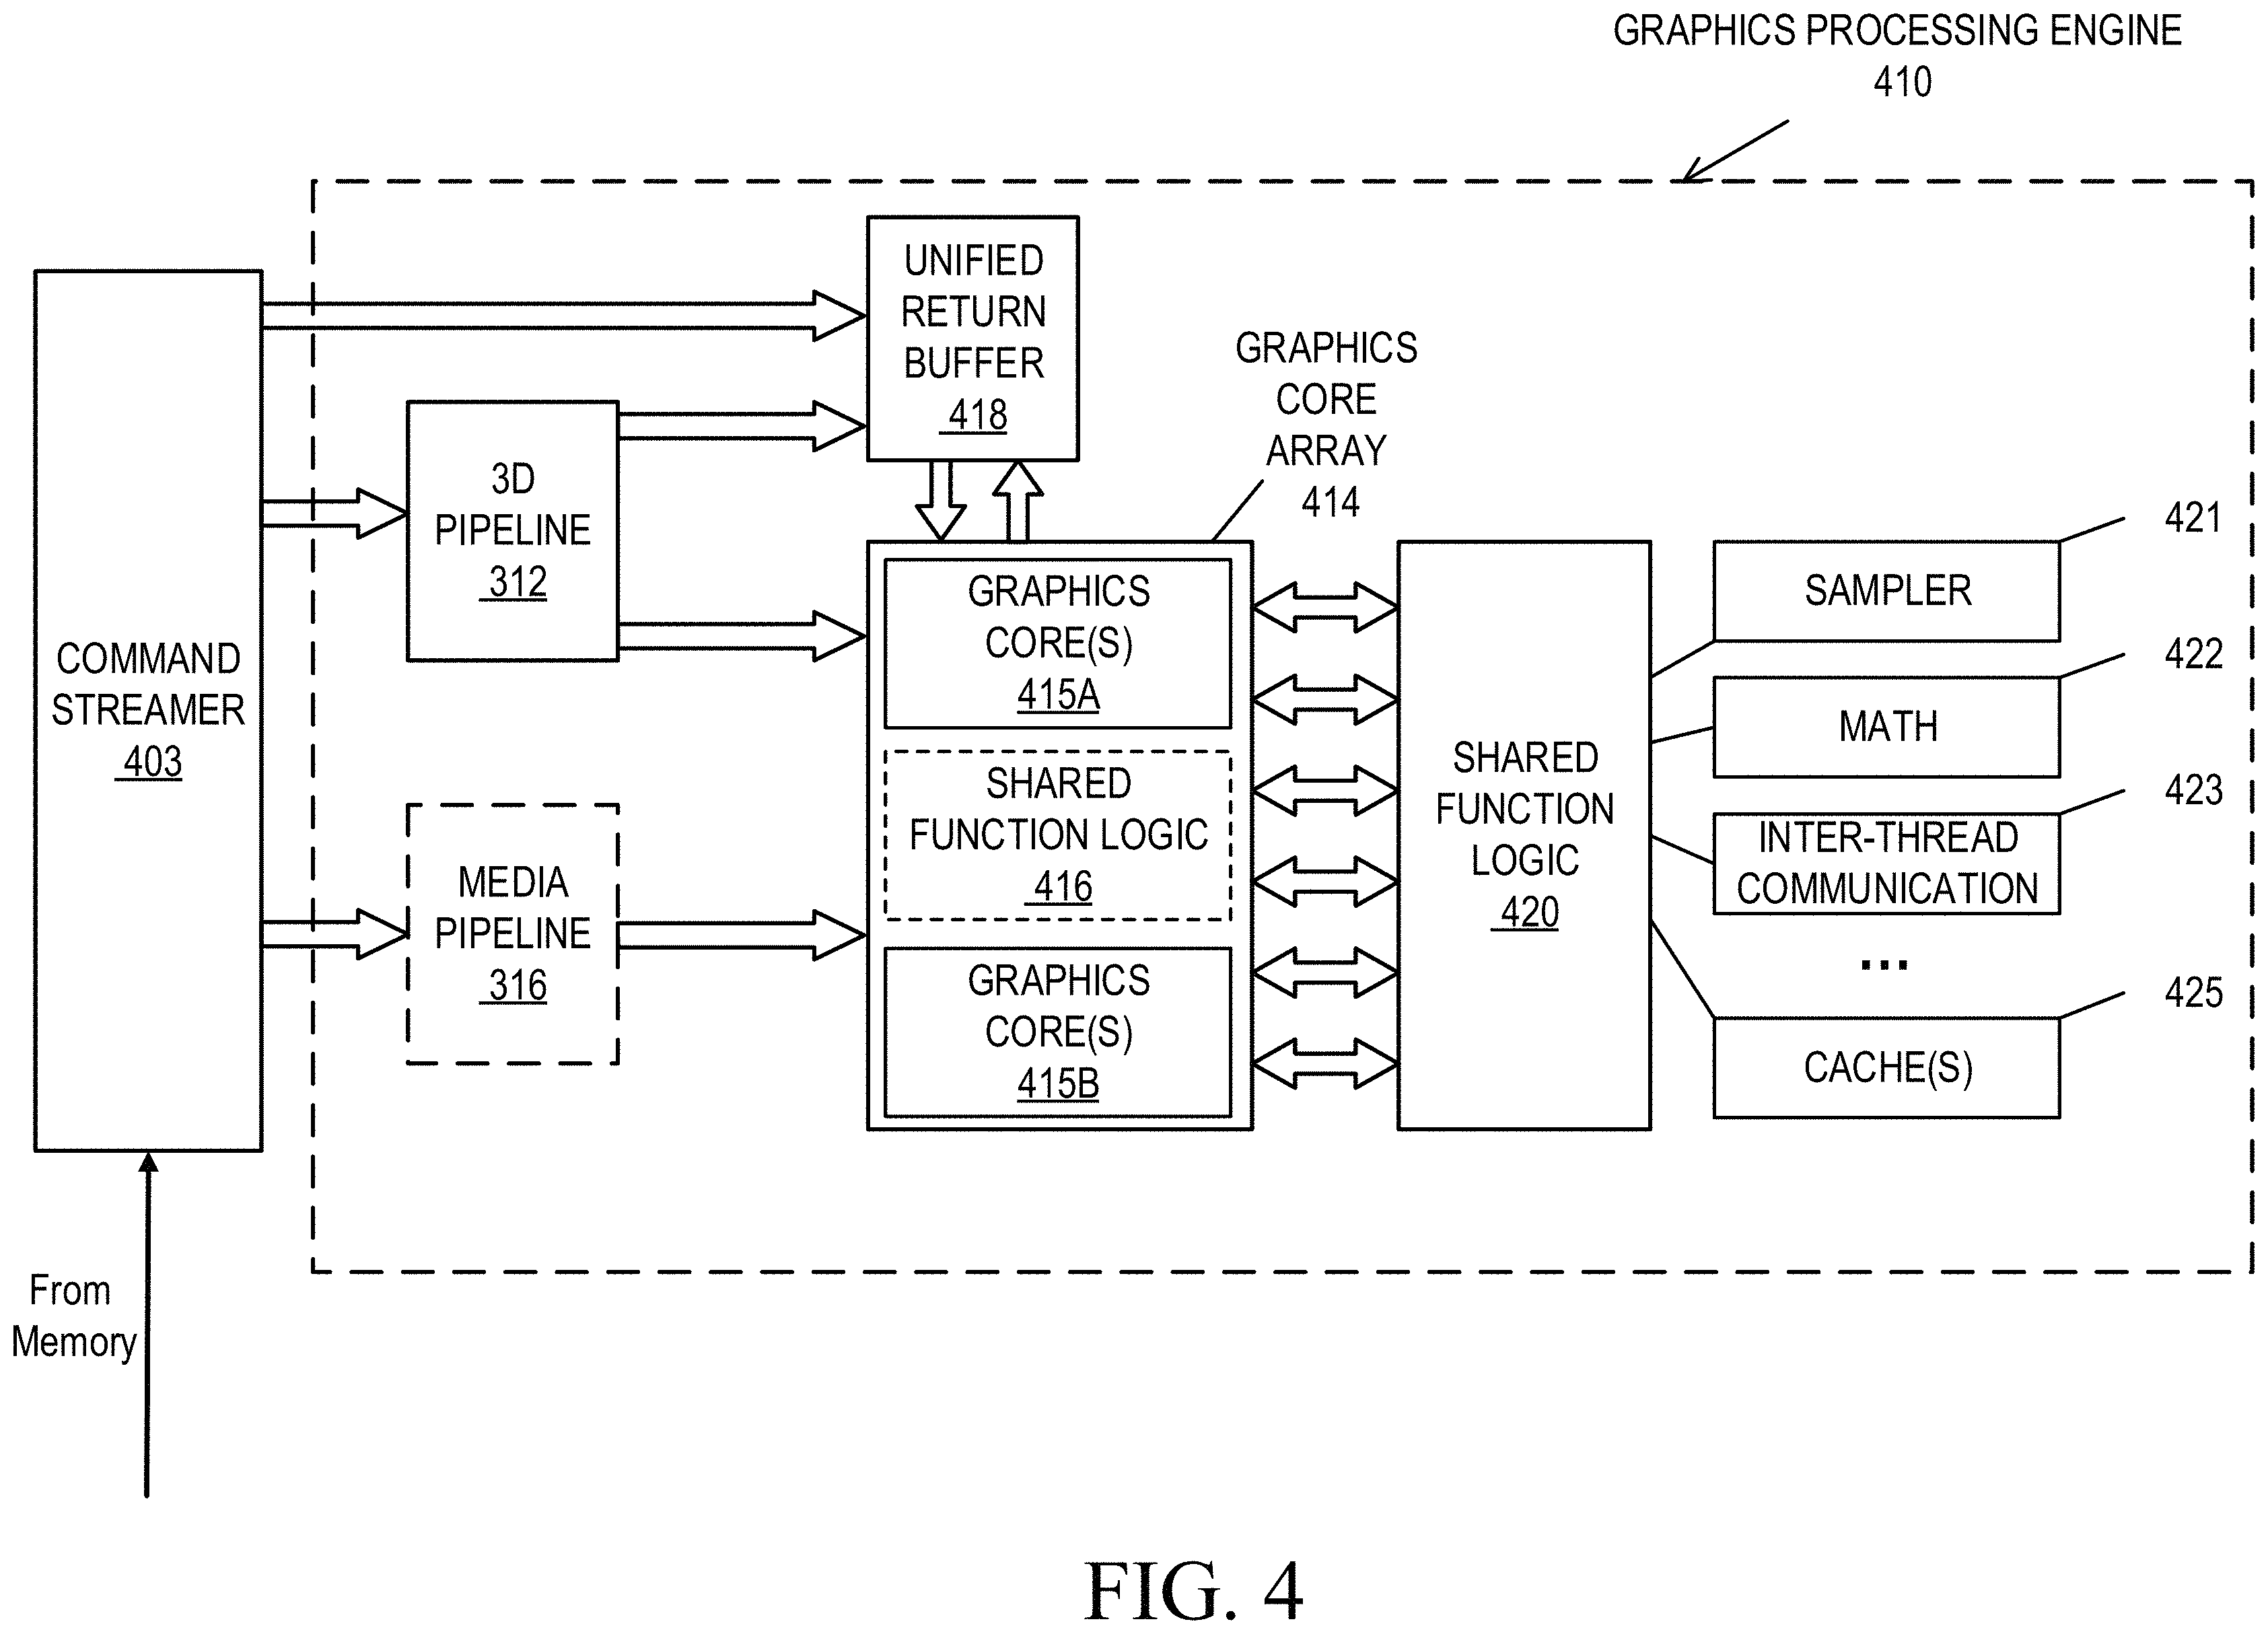 GRAPHICS PROCESSING ENGINE
410
UNIFIED
RETURN
BUFFER
418
GRAPHICS
CORE
ARRAY
414
3D
PIPELINE
312
COMMAND
STREAMER
403
MEDIA
PIPELINE
316
GRAPHICS
CORE(S)
415A
SHARED
FUNCTION LOGIC
416
GRAPHICS
CORE(S)
415B
SHARED
FUNCTION
LOGIC
420
421
SAMPLER
422
MATH
423
INTER-THREAD
COMMUNICATION
...
425
CACHE(S)
From
Memory
FIG. 4